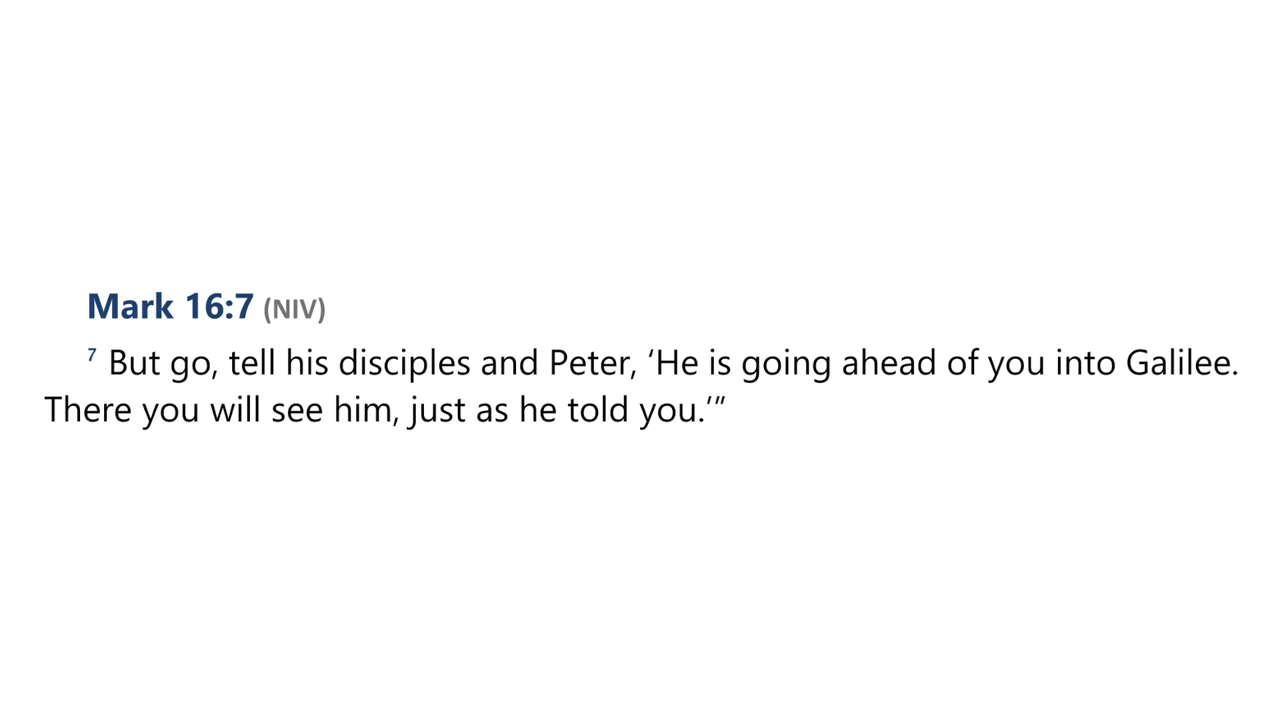 Mark 16:7 (NIV)
7 But go, tell his disciples and Peter, ‘He is going ahead of you into Galilee.
There you will see him, just as he told you.’”